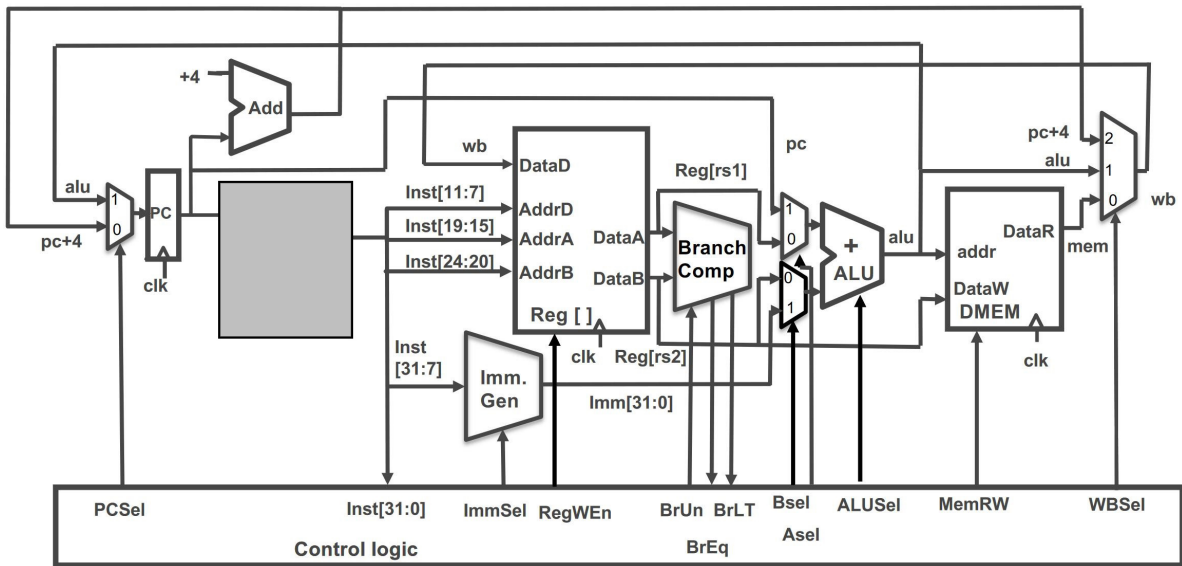 +4
Add
alu
1
0
pc+4
PC
clk
wb
DataD
Inst[11:7]
AddrD
Inst[19:15]
AddrA
Inst[24:20]
AddrB
DataA
DataB
Reg [ ]
clk
Reg[rs1]
Reg[rs2]
Branch
Comp
pc
1
0
0
1
+
ALU
alu
addr
DataR
DataW
DMEM
clk
mem
pc+4
alu
2
1
0
wb
Inst
[31:7]
Imm.
Gen
Imm[31:0]
PCSel
Inst[31:0]
ImmSel
RegWEn
BrUn
BrLT
BrEq
Bsel
Asel
ALUSel
MemRW
WBSel
Control logic